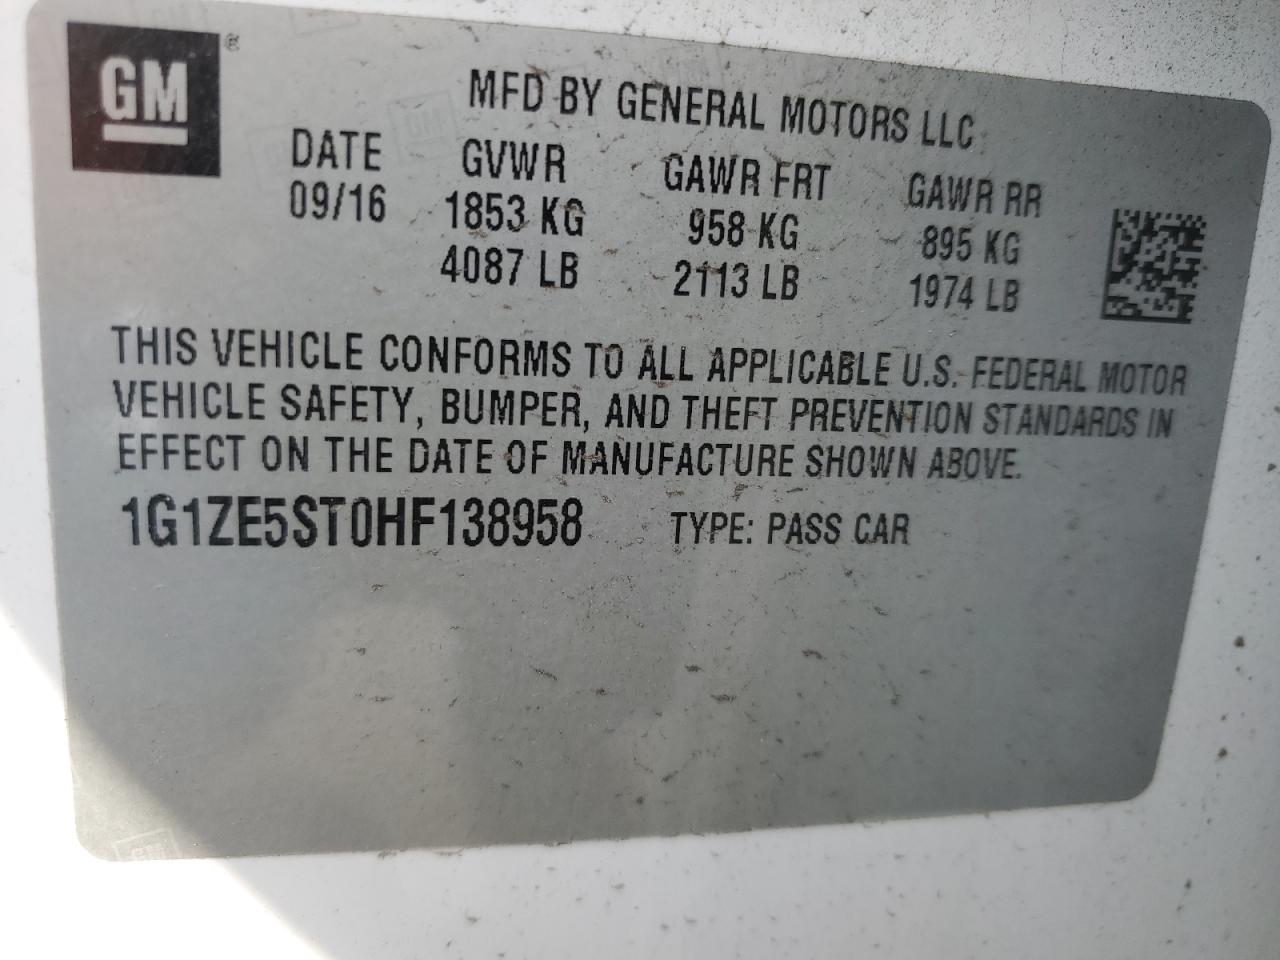 GM ®
MFD BY GENERAL MOTORS LLC
DATE GVWR GAWR FRT GAWR RR
09/16 1853 KG 958 KG 895 KG
4087 LB 2113 LB 1974 LB
THIS VEHICLE CONFORMS TO ALL APPLICABLE U.S. FEDERAL MOTOR
VEHICLE SAFETY, BUMPER, AND THEFT PREVENTION STANDARDS IN
EFFECT ON THE DATE OF MANUFACTURE SHOWN ABOVE.
1G1ZE5ST0HF138958 TYPE: PASS CAR